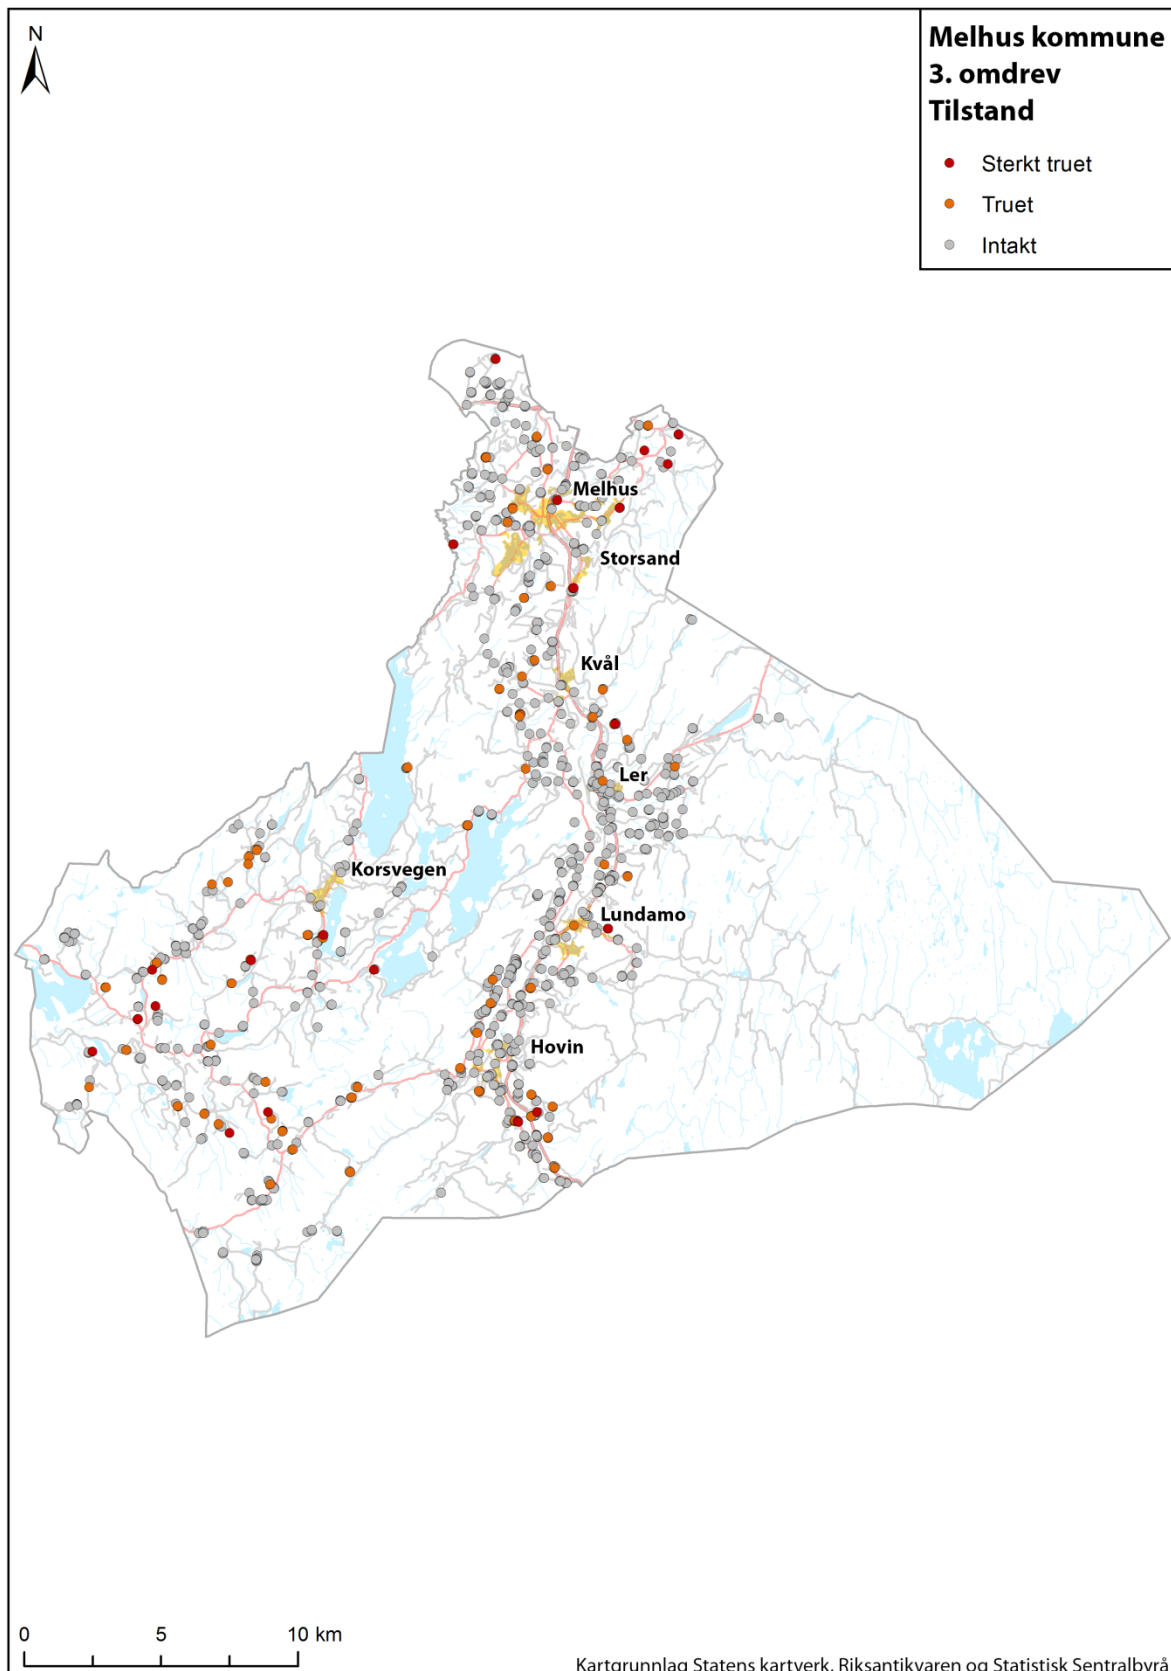 N
Melhus kommune
3. omdrev
Tilstand
Sterkt truet
Truet
Intakt
Melhus
Storsand
Kvål
Ler
Korsvegen
Lundamo
Hovin
0 5 10 km
Kartgrunnlag Statens kartverk, Riksantikvaren og Statistisk Sentralbyrå